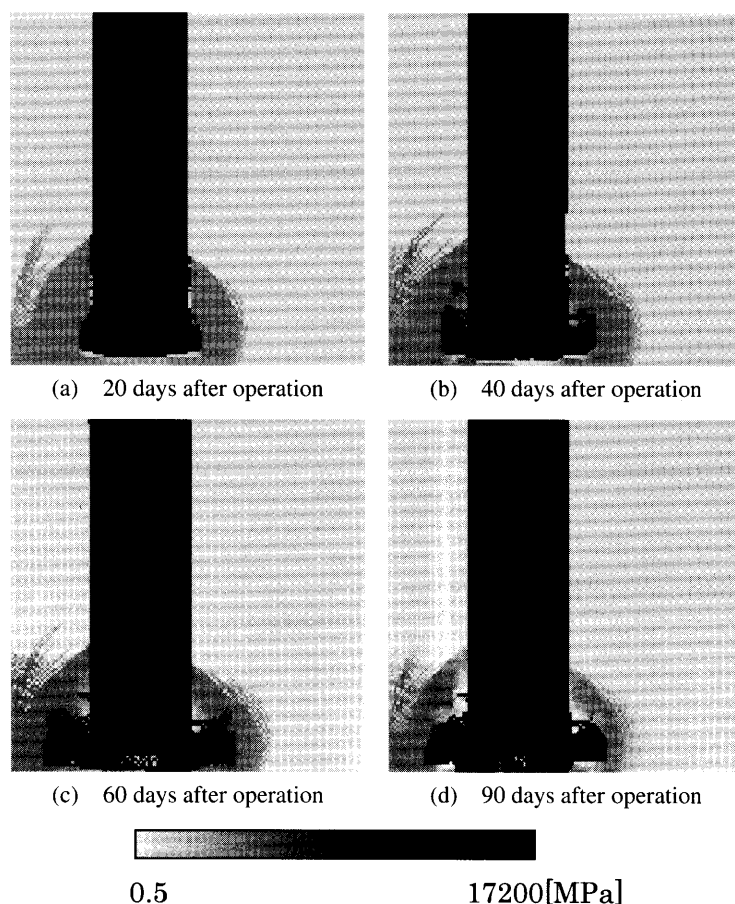 (a) 20 days after operation
(b) 40 days after operation
(c) 60 days after operation
(d) 90 days after operation
0.5
17200[MPa]